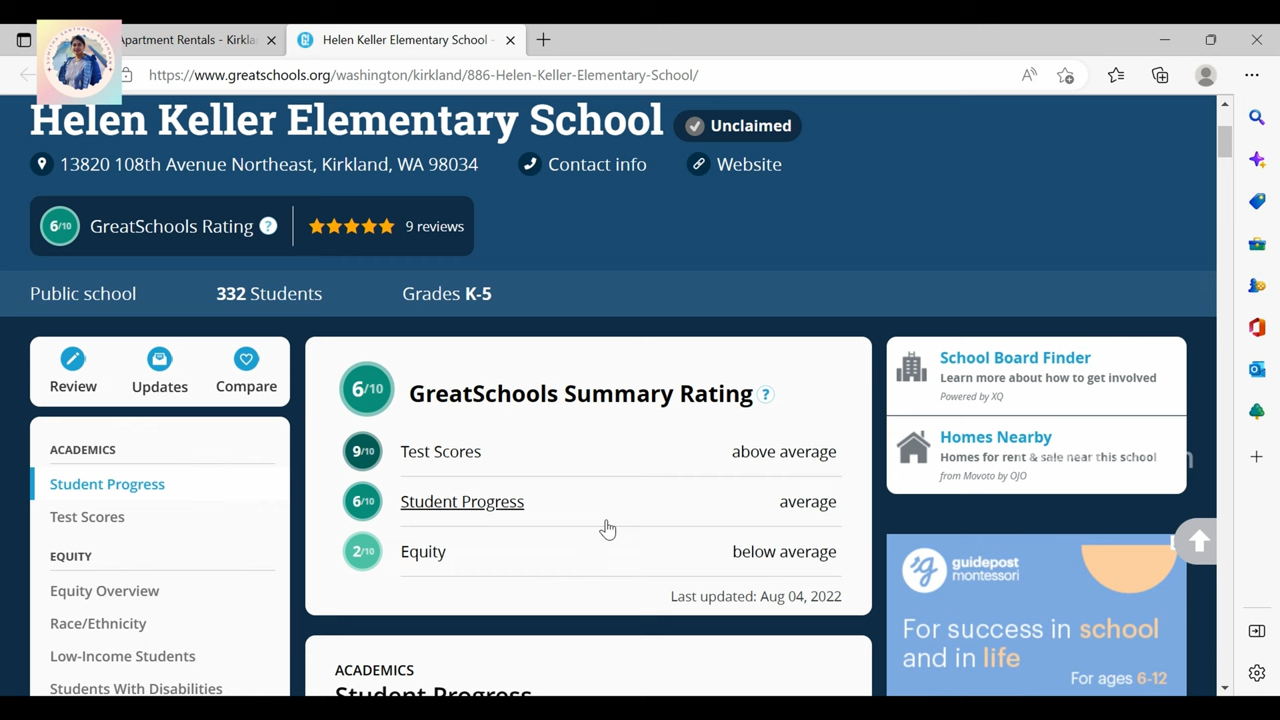 Apartment Rentals - Kirkla
Helen Keller Elementary School -
https://www.greatschools.org/washington/kirkland/886-Helen-Keller-Elementary-School/
Helen Keller Elementary School
Unclaimed
13820 108th Avenue Northeast, Kirkland, WA 98034
Contact info
Website
6/10 GreatSchools Rating ?
9 reviews
Public school
332 Students
Grades K-5
Review
Updates
Compare
ACADEMICS
Student Progress
Test Scores
EQUITY
Equity Overview
Race/Ethnicity
Low-Income Students
Students With Disabilities
6/10 GreatSchools Summary Rating ?
9/10 Test Scores above average
6/10 Student Progress average
2/10 Equity below average
Last updated: Aug 04, 2022
ACADEMICS
Student Progress
School Board Finder
Learn more about how to get involved
Powered by XQ
Homes Nearby
Homes for rent & sale near this school
from Movoto by OJO
guidepost
montessori
For success in school
and in life
For ages 6-12